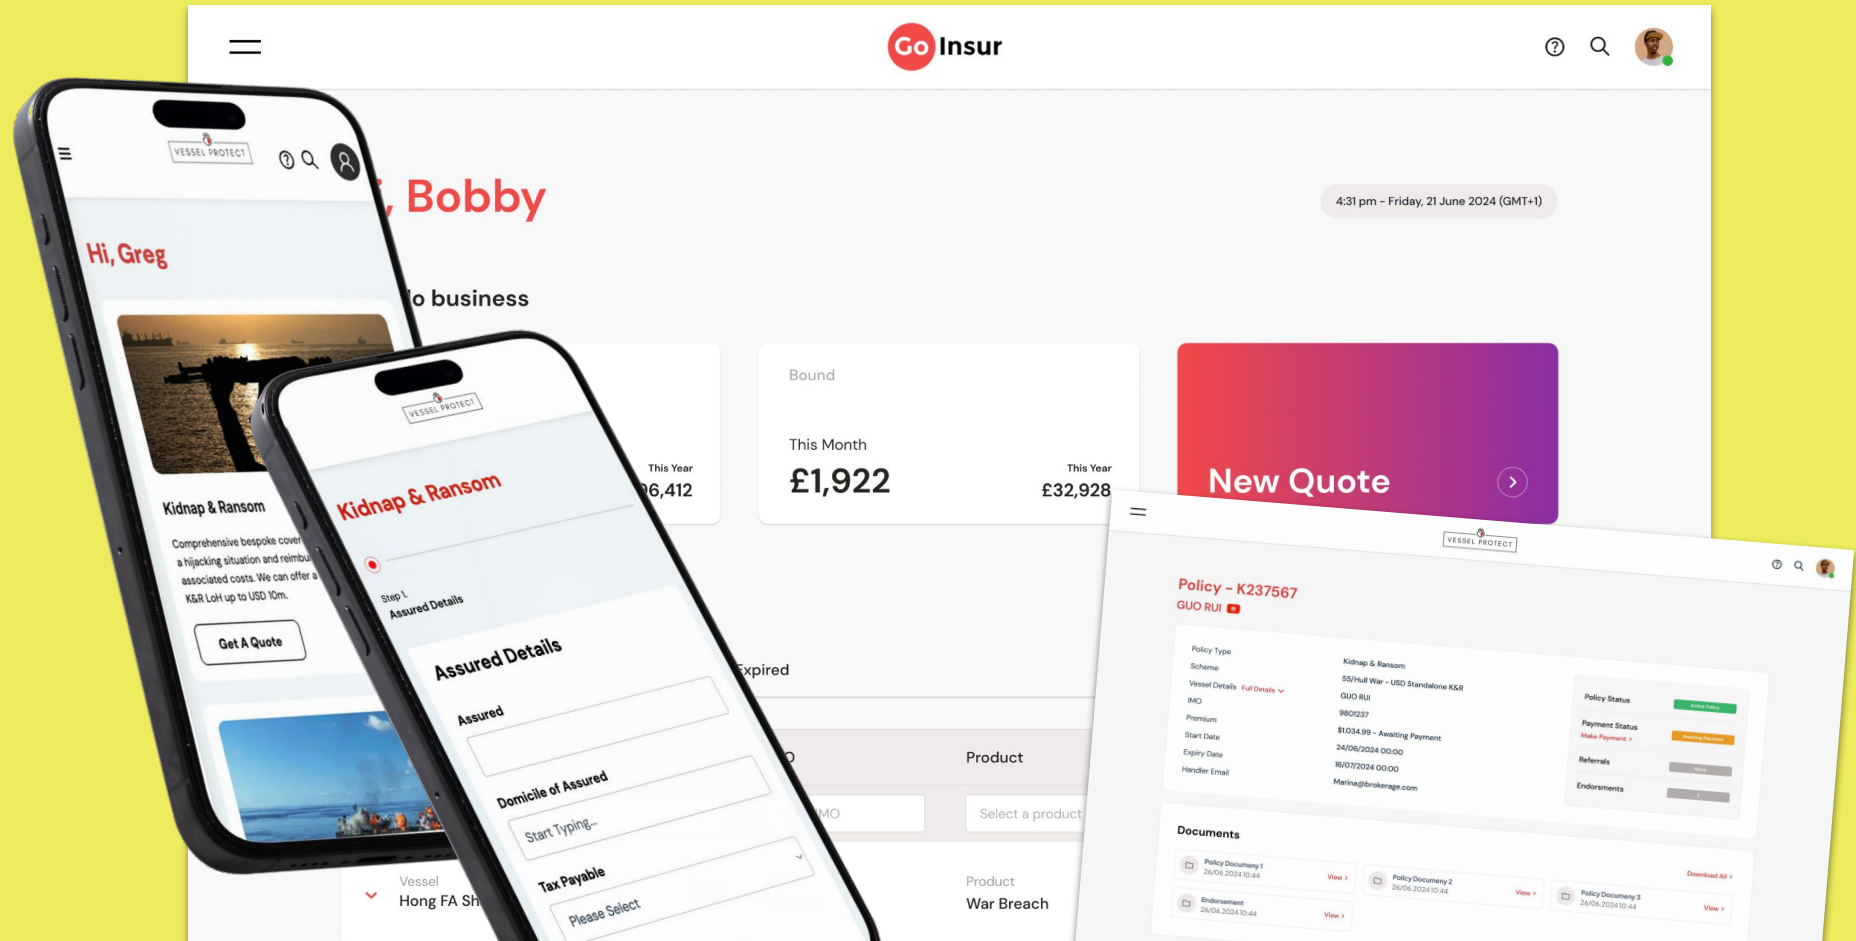 Go Insur
, Bobby
4:31 pm - Friday, 21 June 2024 (GMT+1)
business
This Year
6,412
Bound
This Month
£1,922
This Year
£32,928
New Quote
Expired
Product
IMO
Select a product
Vessel
Hong FA Sh
Product
War Breach
VESSEL PROTECT
Hi, Greg
Kidnap & Ransom
Comprehensive bespoke cover
a hijacking situation and reimbu
associated costs. We can offer a
K&R LoH up to USD 10m.
Get A Quote
VESSEL PROTECT
Kidnap & Ransom
Step 1.
Assured Details
Assured Details
Assured
Domicile of Assured
Start Typing...
Tax Payable
Please Select
VESSEL PROTECT
Policy - K237567
GUO RUI
Policy Type
Kidnap & Ransom
Scheme
55/Hull War - USD Standalone K&R
Vessel Details Full Details
GUO RUI
IMO
9801237
Premium
$1.034.99 - Awaiting Payment
Start Date
24/06/2024 00:00
Expiry Date
16/07/2024 00:00
Handler Email
Marina@brokerage.com
Policy Status
Active Policy
Payment Status
Awaiting Payment
Make Payment >
Referrals
None
Endorsments
Documents
Download All >
Policy Documeny 1
26/06.2024 10:44
View >
Policy Documeny 2
26/06.2024 10:44
View >
Policy Documeny 3
26/06.2024 10:44
View >
Endorsement
26/06.2024 10:44
View >